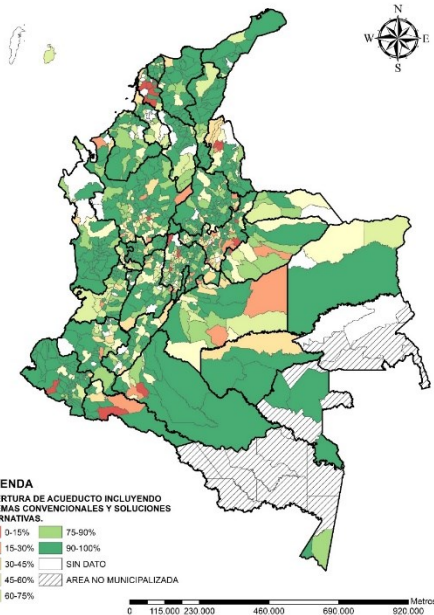 N
W E
S
ENDA
RTURA DE ACUEDUCTO INCLUYENDO
MAS CONVENCIONALES Y SOLUCIONES
RNATIVAS.
0-15% 75-90%
15-30% 90-100%
30-45% SIN DATO
45-60% AREA NO MUNICIPALIZADA
60-75%
Metros
0 115.000 230.000 460.000 690.000 920.000